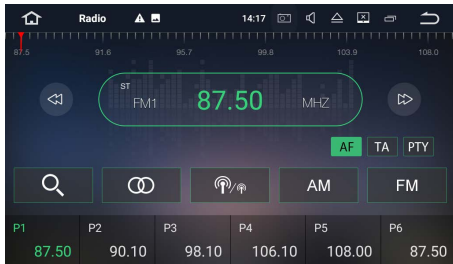 Radio 14:17
87.5 91.6 95.7 99.8 103.9 108.0
ST
FM1 87.50 MHZ
AF TA PTY
AM FM
P1 P2 P3 P4 P5 P6
87.50 90.10 98.10 106.10 108.00 87.50